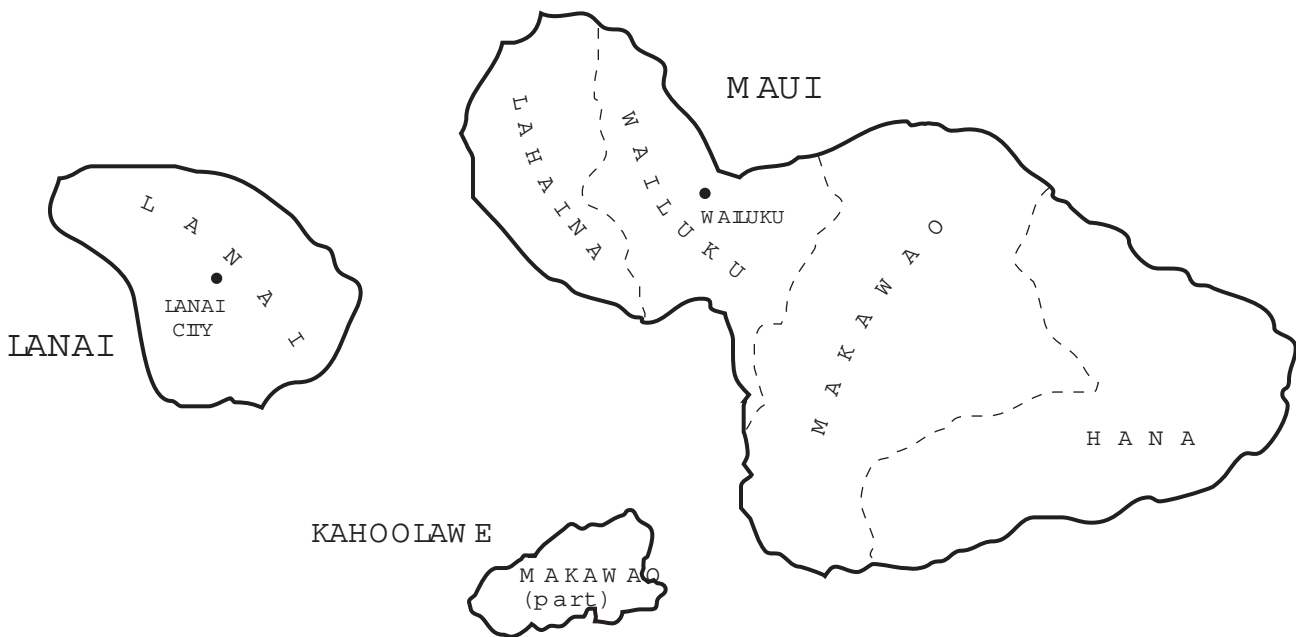 MAUI
LAHAINA
WAILUKU
WAILUKU
MAKAWAO
HANA
LANAI
LANAI
CITY
LANAI
KAHOOLAWE
MAKAWAO
(part)